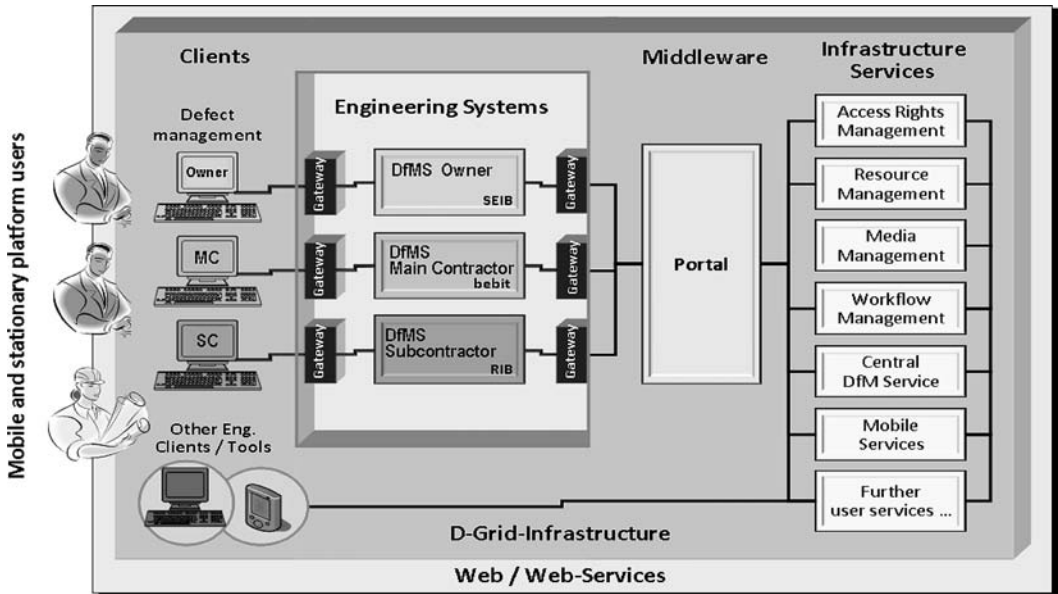 Mobile and stationary platform users
Clients
Defect
management
Owner
MC
SC
Other Eng.
Clients / Tools
Engineering Systems
Gateway
DfMS Owner
SEIB
Gateway
Gateway
DfMS
Main Contractor
bebit
Gateway
Gateway
DfMS
Subcontractor
RIB
Gateway
Middleware
Portal
Infrastructure
Services
Access Rights
Management
Resource
Management
Media
Management
Workflow
Management
Central
DfM Service
Mobile
Services
Further
user services ...
D-Grid-Infrastructure
Web / Web-Services